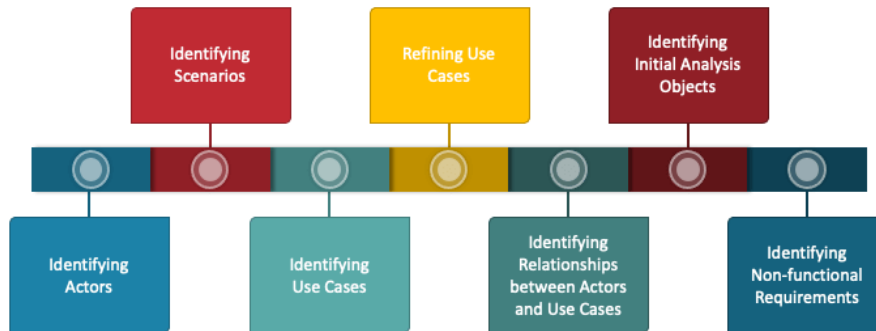 Identifying
Scenarios
Refining Use
Cases
Identifying
Initial Analysis
Objects
Identifying
Actors
Identifying
Use Cases
Identifying
Relationships
between Actors
and Use Cases
Identifying
Non-functional
Requirements